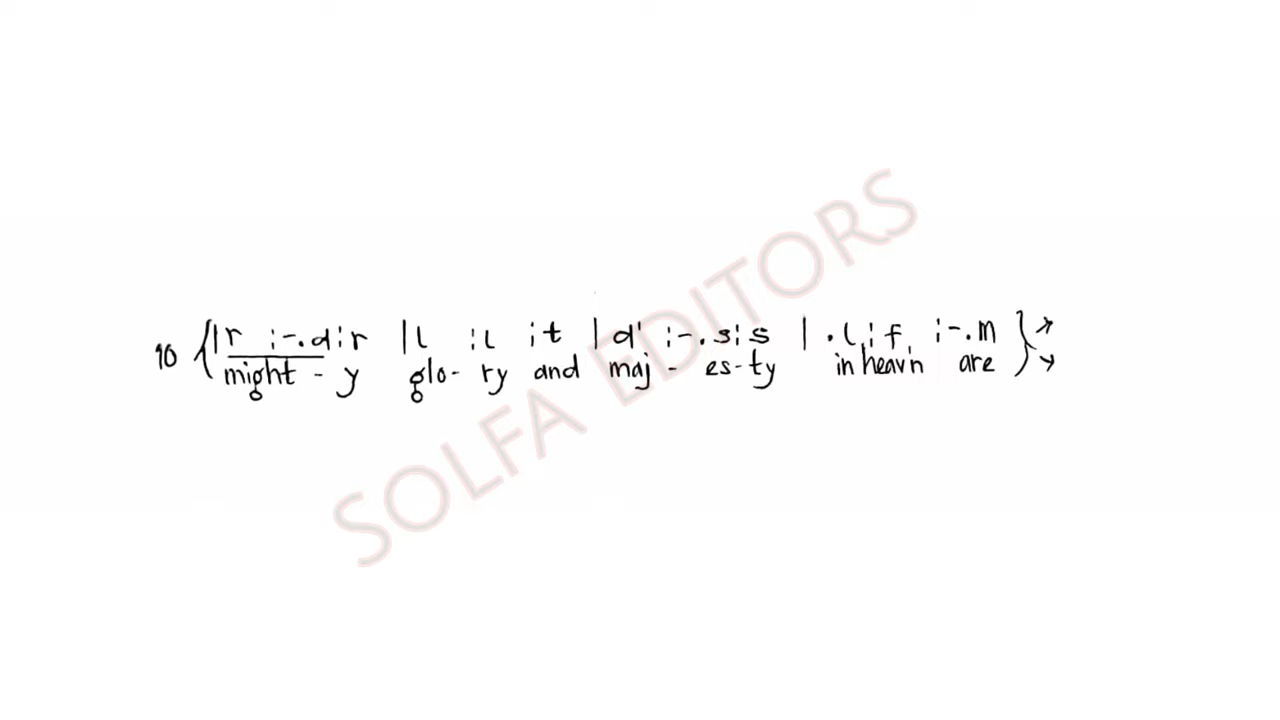 10 {|r :-.d:r |l :l :t |d' :-.s:s | .l:f :-.m }
might - y glo- ry and maj - es-ty in heav'n are
SOLFA EDITORS